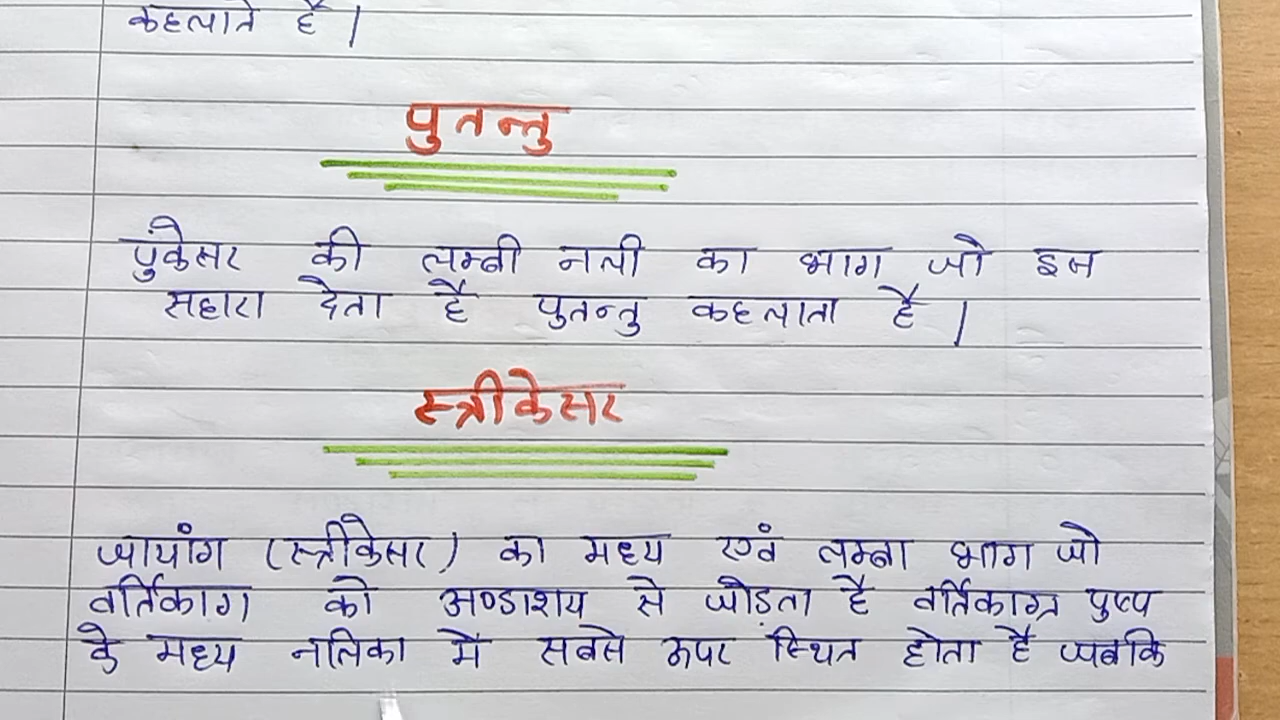 कहलाते है |
पुतन्तु
पुंकेसर की लम्बी नली का भाग जो इन
सहारा देता है पुतन्तु कहलाता है |
स्त्रीकेसर
जायांग (स्त्रीकेसर) का मध्य एवं लम्बा भाग जो
वर्तिकाग को अण्डाशय से जोड़ता है वर्तिकाग्र पुष्प
के मध्य नलिका में सबसे ऊपर स्थित होता है जबकि